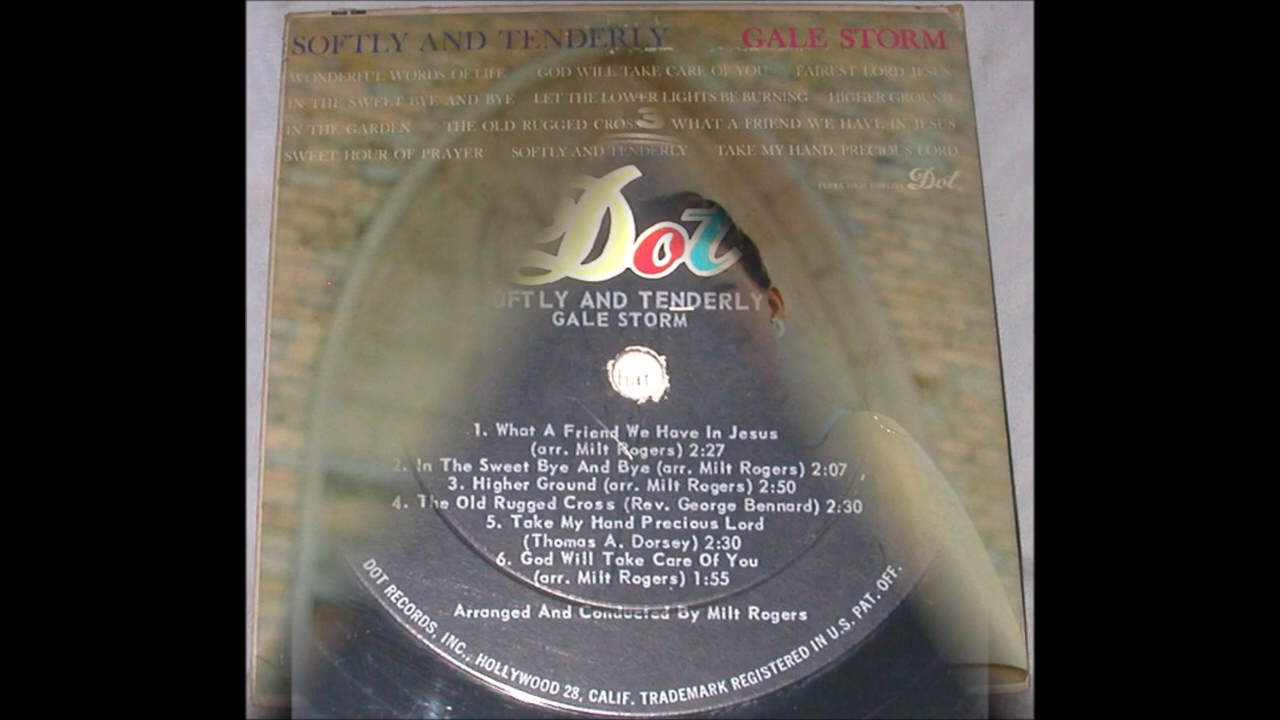 SOFTLY AND TENDERLY GALE STORM
WONDERFUL WORDS OF LIFE GOD WILL TAKE CARE OF YOU FAIREST LORD JESUS
IN THE SWEET BYE AND BYE LET THE LOWER LIGHTS BE BURNING HIGHER GROUND
IN THE GARDEN THE OLD RUGGED CROSS WHAT A FRIEND WE HAVE IN JESUS
SWEET HOUR OF PRAYER SOFTLY AND TENDERLY TAKE MY HAND, PRECIOUS LORD
Dot
Dot
SOFTLY AND TENDERLY
GALE STORM
1. What A Friend We Have In Jesus
(arr. Milt Rogers) 2:27
2. In The Sweet Bye And Bye (arr. Milt Rogers) 2:07
3. Higher Ground (arr. Milt Rogers) 2:50
4. The Old Rugged Cross (Rev. George Bennard) 2:30
5. Take My Hand Precious Lord
(Thomas A. Dorsey) 2:30
6. God Will Take Care Of You
(arr. Milt Rogers) 1:55
Arranged And Conducted By Milt Rogers
DOT RECORDS, INC., HOLLYWOOD 28, CALIF. TRADEMARK REGISTERED IN U.S. PAT. OFF.